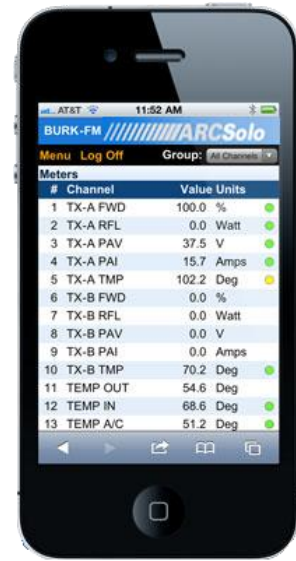 AT&T 11:52 AM
BURK-FM ARCSolo
Menu Log Off Group: All Channels
Meters
# Channel Value Units
1 TX-A FWD 100.0 %
2 TX-A RFL 0.0 Watt
3 TX-A PAV 37.5 V
4 TX-A PAI 15.7 Amps
5 TX-A TMP 102.2 Deg
6 TX-B FWD 0.0 %
7 TX-B RFL 0.0 Watt
8 TX-B PAV 0.0 V
9 TX-B PAI 0.0 Amps
10 TX-B TMP 70.2 Deg
11 TEMP OUT 54.6 Deg
12 TEMP IN 68.6 Deg
13 TEMP A/C 51.2 Deg